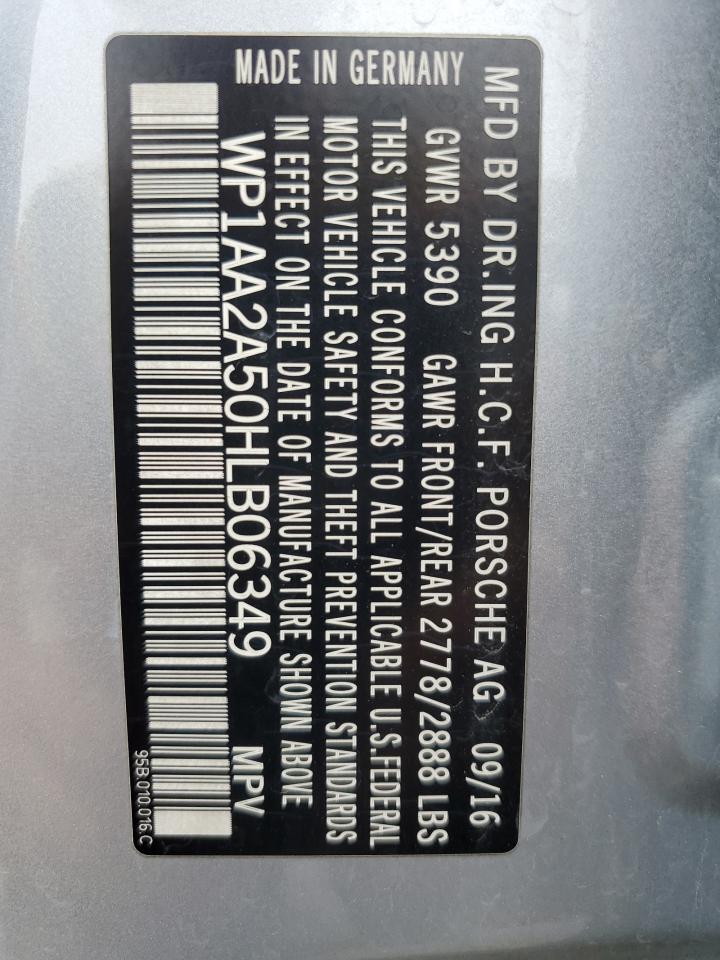 MFD BY DR.ING H.C.F. PORSCHE AG 09/16
GVWR 5390 GAWR FRONT/REAR 2778/2888 LBS
THIS VEHICLE CONFORMS TO ALL APPLICABLE U.S.FEDERAL
MOTOR VEHICLE SAFETY AND THEFT PREVENTION STANDARDS
IN EFFECT ON THE DATE OF MANUFACTURE SHOWN ABOVE
WP1AA2A50HLB06349 MPV
95B.010.016.C
MADE IN GERMANY